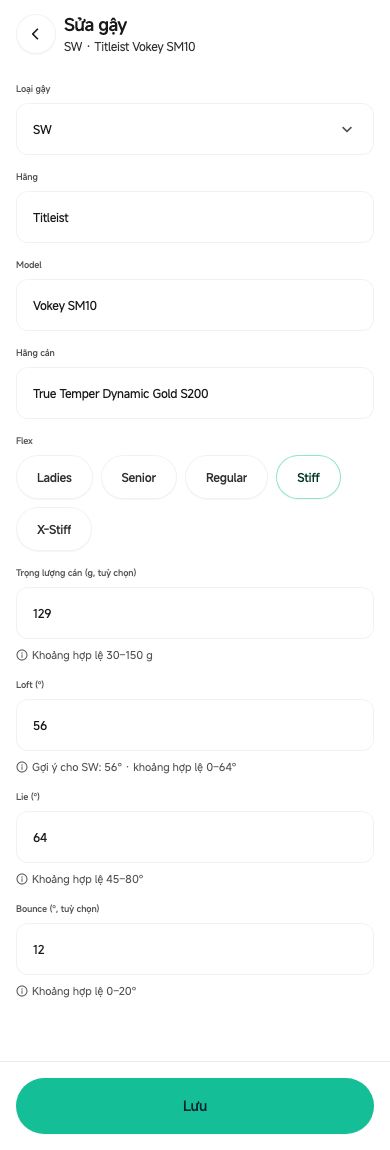 Sửa gậy
SW · Titleist Vokey SM10
Loại gậy
SW
Hãng
Titleist
Model
Vokey SM10
Hãng cán
True Temper Dynamic Gold S200
Flex
Ladies
Senior
Regular
Stiff
X-Stiff
Trọng lượng cán (g, tuỳ chọn)
129
Khoảng hợp lệ 30–150 g
Loft (°)
56
Gợi ý cho SW: 56° · khoảng hợp lệ 0–64°
Lie (°)
64
Khoảng hợp lệ 45–80°
Bounce (°, tuỳ chọn)
12
Khoảng hợp lệ 0–20°
Lưu